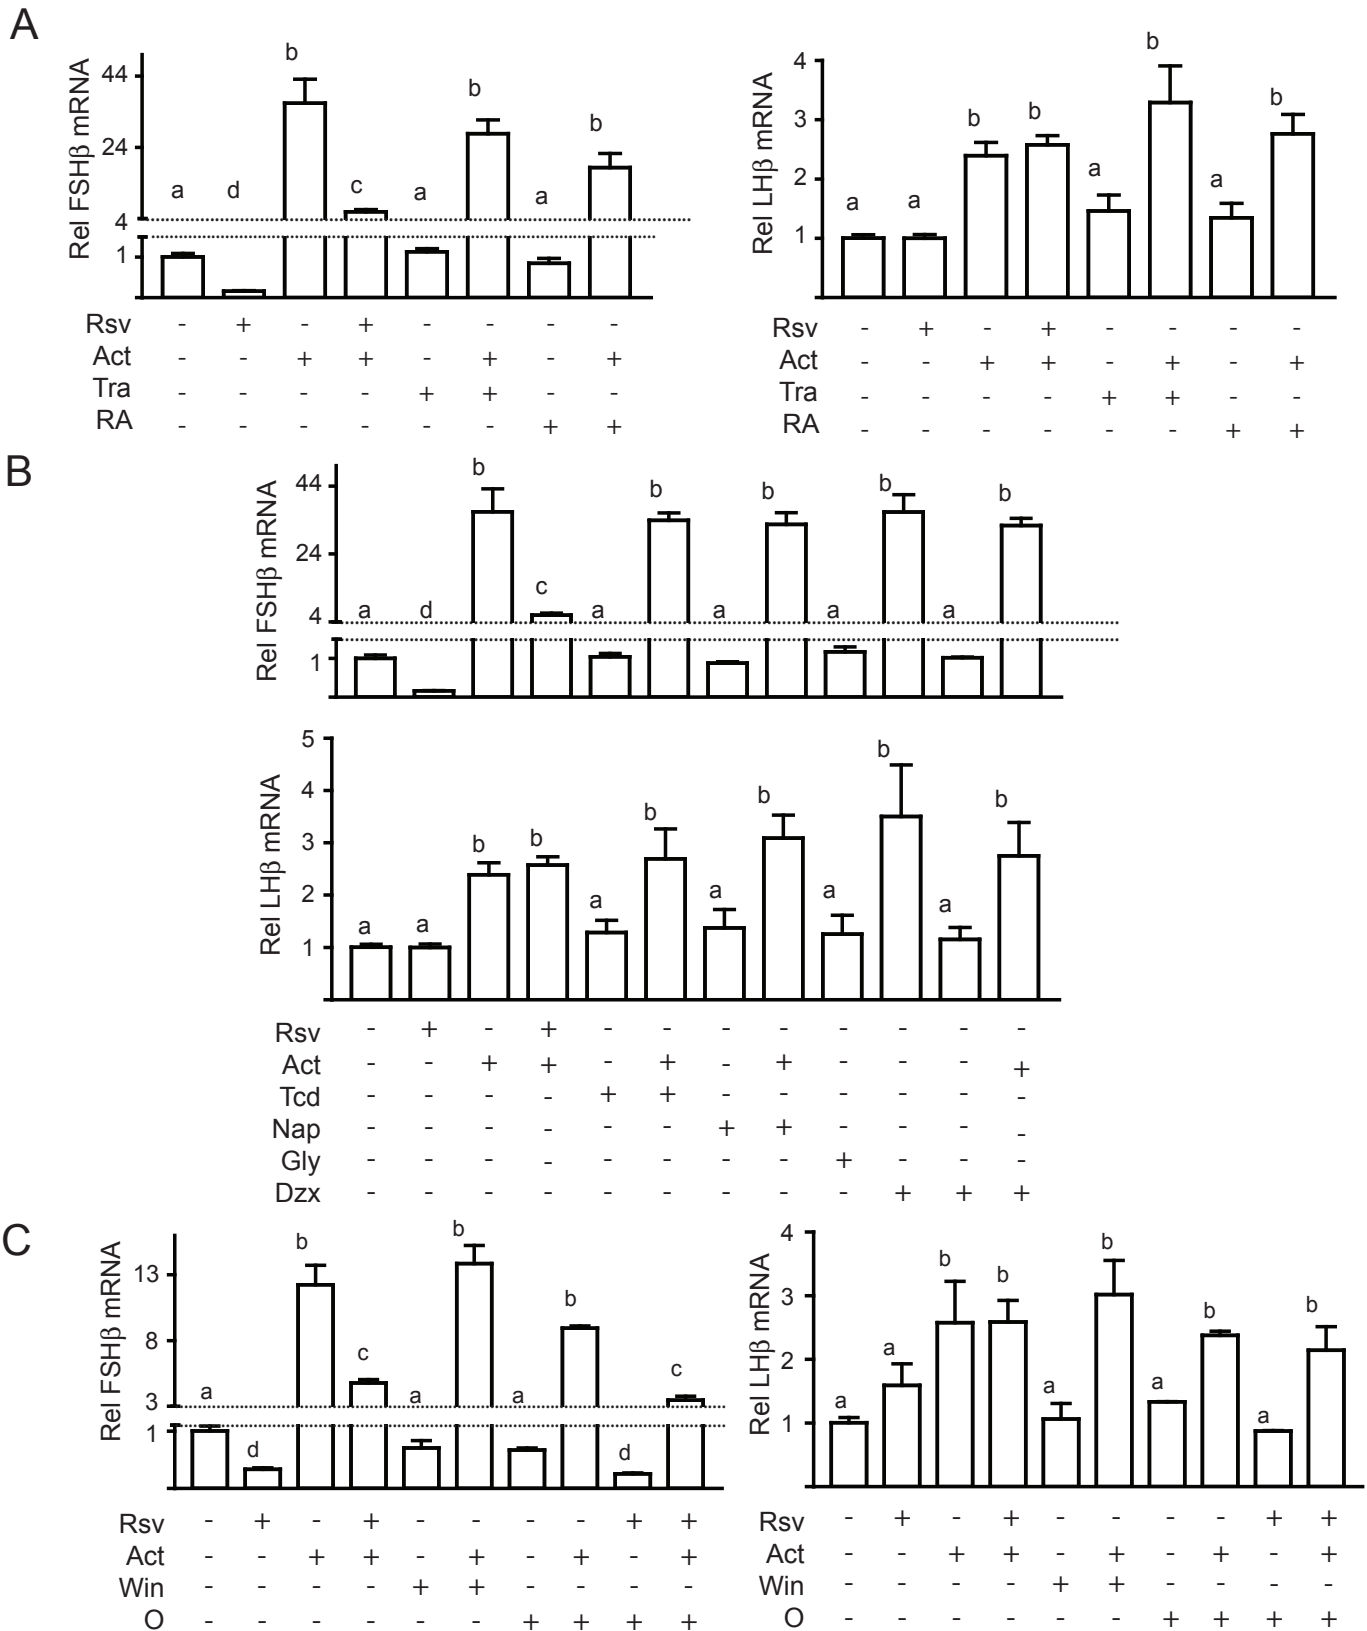 A
Rel FSHβ mRNA
44
24
4
1
a d b c a b a b
Rsv - + - + - - - -
Act - - + + - + - +
Tra - - - - + + - -
RA - - - - - - + +
Rel LHβ mRNA
4
3
2
1
a a b b a b a b
Rsv - + - + - - - -
Act - - + + - + - +
Tra - - - - + + - -
RA - - - - - - + +
B
Rel FSHβ mRNA
44
24
4
1
a d b c a b a b a b a b
Rel LHβ mRNA
5
4
3
2
1
a a b b a b a b a b a b
Rsv - + - + - - - - - - - -
Act - - + + - + - + - - - +
Tcd - - - - + + - - - - - -
Nap - - - - - - + + - - - -
Gly - - - - - - - - + - - -
Dzx - - - - - - - - - + + +
C
Rel FSHβ mRNA
13
8
3
1
a d b c a b a b d c
Rsv - + - + - - - - + +
Act - - + + - + - + - +
Win - - - - + + - - - -
O - - - - - - + + + +
Rel LHβ mRNA
4
3
2
1
a a b b a b a b a b
Rsv - + - + - - - - + +
Act - - + + - + - + - +
Win - - - - + + - - - -
O - - - - - - + + + +